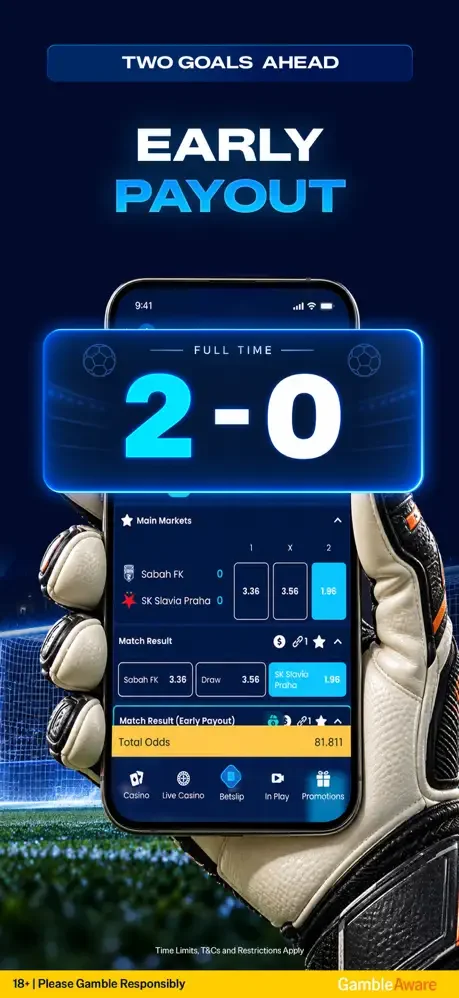 TWO GOALS AHEAD
EARLY
PAYOUT
9:41
FULL TIME
2 - 0
Main Markets
1 X 2
Sabah FK 0
SK Slavia Praha 0
3.36 3.56 1.96
Match Result 1
Sabah FK 3.36 Draw 3.56 SK Slavia Praha 1.96
Match Result (Early Payout) 1
Total Odds 81.811
Casino Live Casino Betslip In Play Promotions
Time Limits, T&Cs and Restrictions Apply
18+ | Please Gamble Responsibly GambleAware